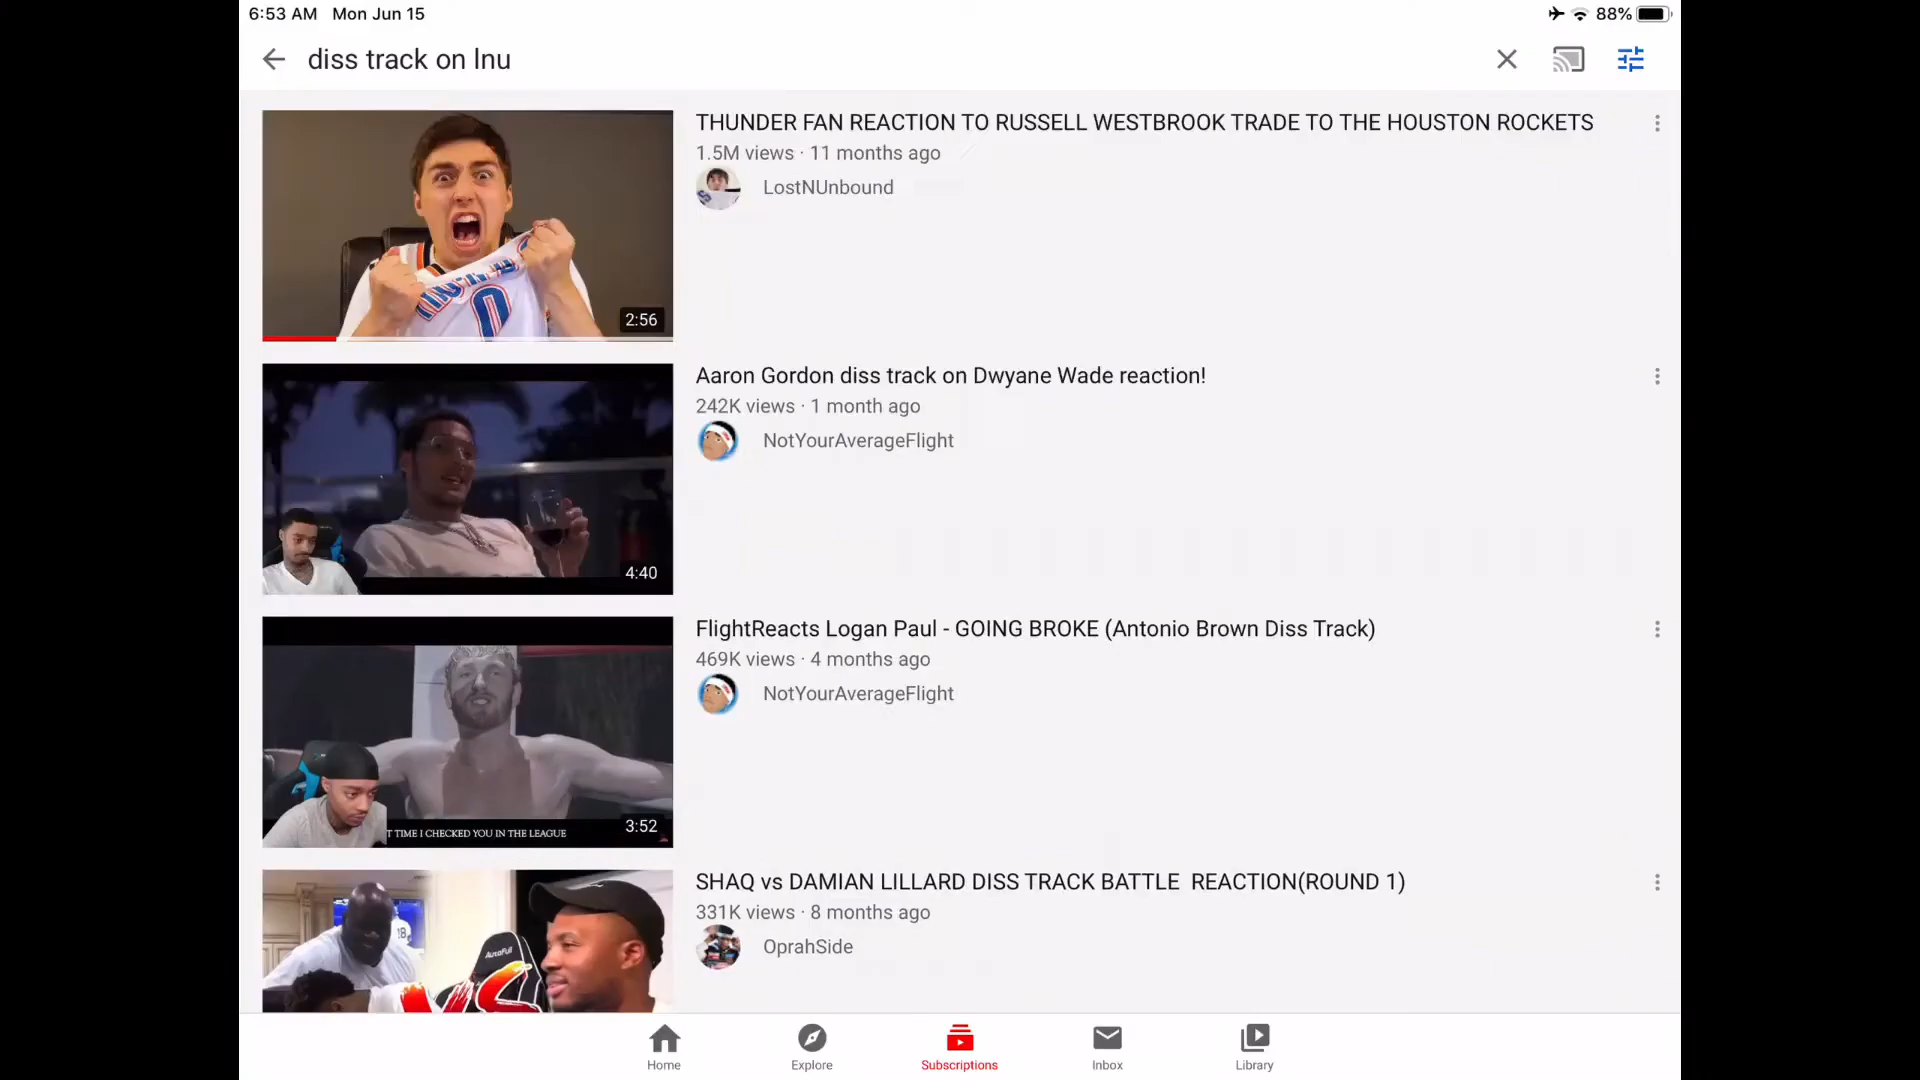 6:53 AM Mon Jun 15
88%
diss track on lnu
THUNDER FAN REACTION TO RUSSELL WESTBROOK TRADE TO THE HOUSTON ROCKETS
1.5M views · 11 months ago
LostNUnbound
0
2:56
Aaron Gordon diss track on Dwyane Wade reaction!
242K views · 1 month ago
NotYourAverageFlight
4:40
FlightReacts Logan Paul - GOING BROKE (Antonio Brown Diss Track)
469K views · 4 months ago
NotYourAverageFlight
T TIME I CHECKED YOU IN THE LEAGUE
3:52
SHAQ vs DAMIAN LILLARD DISS TRACK BATTLE REACTION(ROUND 1)
331K views · 8 months ago
OprahSide
AutoFull
VS
Home
Explore
Subscriptions
Inbox
Library